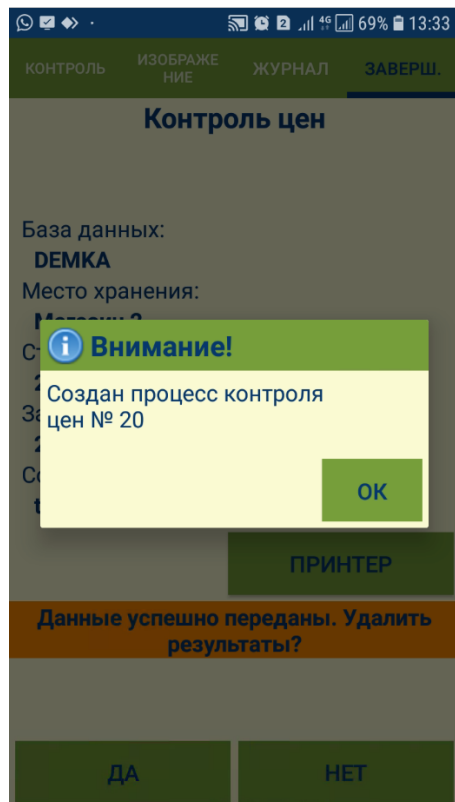 69% 13:33
КОНТРОЛЬ
ИЗОБРАЖЕ
НИЕ
ЖУРНАЛ
ЗАВЕРШ.
Контроль цен
База данных:
DEMKA
Место хранения:
Внимание!
Создан процесс контроля
цен № 20
ОК
ПРИНТЕР
Данные успешно переданы. Удалить
результаты?
ДА
НЕТ